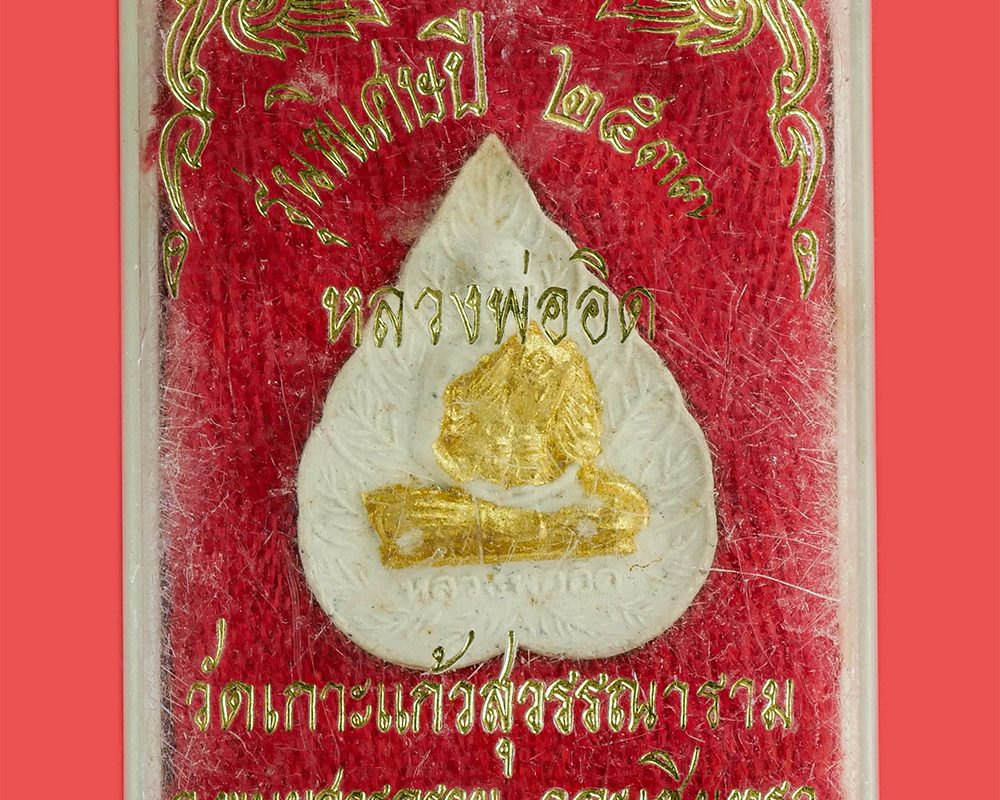 รุ่นพิเศษปี ๒๕๓๓
หลวงพ่ออิด
หลวงพ่ออิด
วัดเกาะแก้วสุวรรณาราม